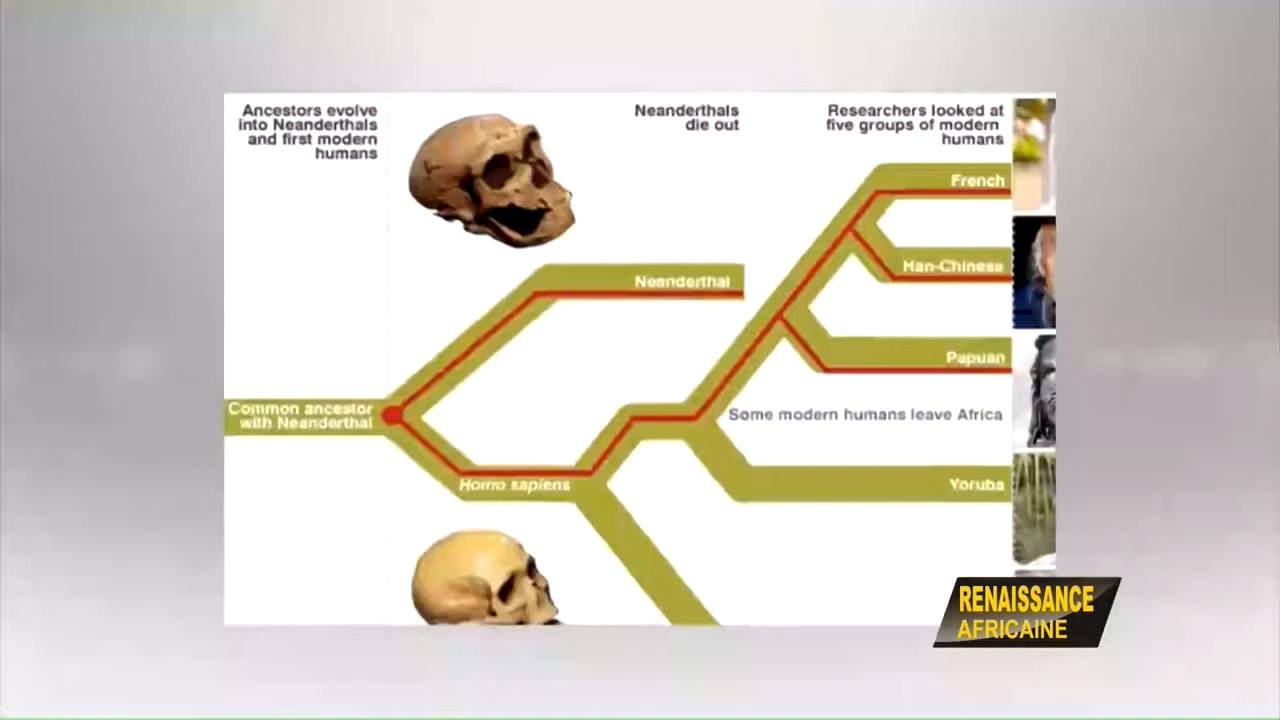 Ancestors evolve
into Neanderthals
and first modern
humans
Neanderthals
die out
Researchers looked at
five groups of modern
humans
French
Han-Chinese
Neanderthal
Papuan
Common ancestor
with Neanderthal
Some modern humans leave Africa
Homo sapiens
Yoruba
RENAISSANCE
AFRICAINE